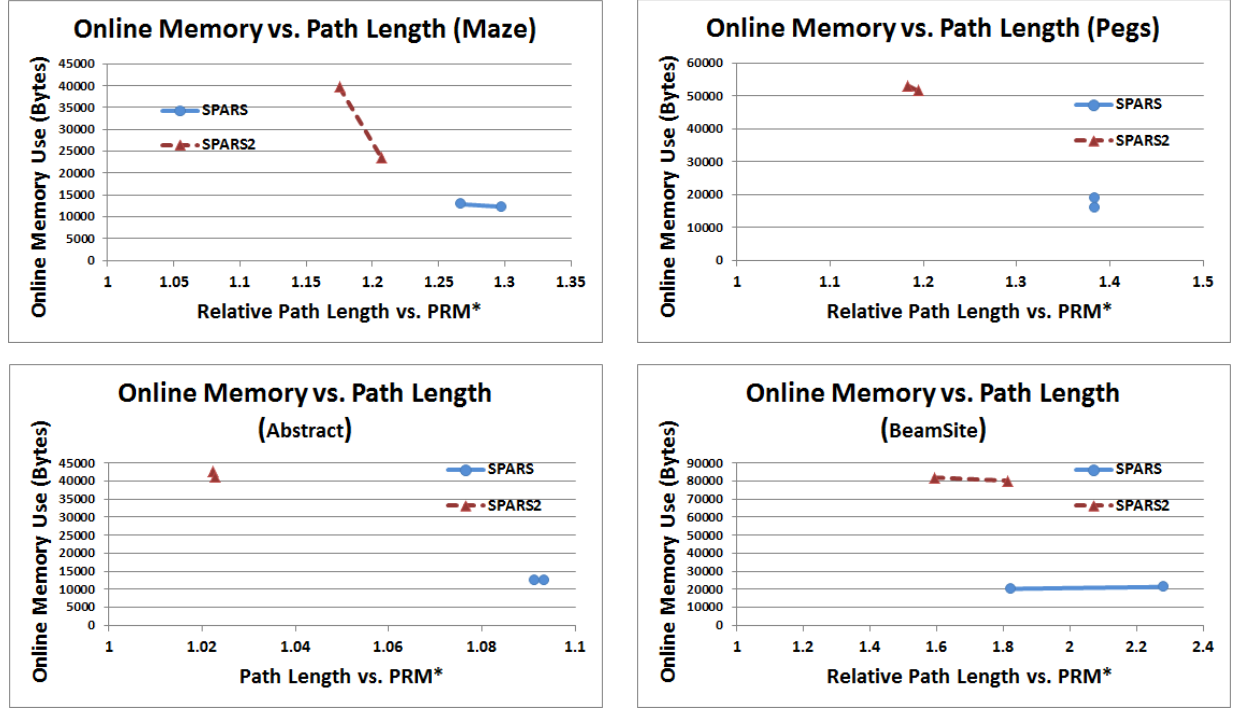 Online Memory vs. Path Length (Maze)
Online Memory Use (Bytes)
45000
40000
35000
30000
25000
20000
15000
10000
5000
0
SPARS
SPARS2
1 1.05 1.1 1.15 1.2 1.25 1.3 1.35
Relative Path Length vs. PRM*
Online Memory vs. Path Length (Pegs)
Online Memory Use (Bytes)
60000
50000
40000
30000
20000
10000
0
SPARS
SPARS2
1 1.1 1.2 1.3 1.4 1.5
Relative Path Length vs. PRM*
Online Memory vs. Path Length
(Abstract)
Online Memory Use (Bytes)
45000
40000
35000
30000
25000
20000
15000
10000
5000
0
SPARS
SPARS2
1 1.02 1.04 1.06 1.08 1.1
Path Length vs. PRM*
Online Memory vs. Path Length
(BeamSite)
Online Memory Use (Bytes)
90000
80000
70000
60000
50000
40000
30000
20000
10000
0
SPARS
SPARS2
1 1.2 1.4 1.6 1.8 2 2.2 2.4
Relative Path Length vs. PRM*